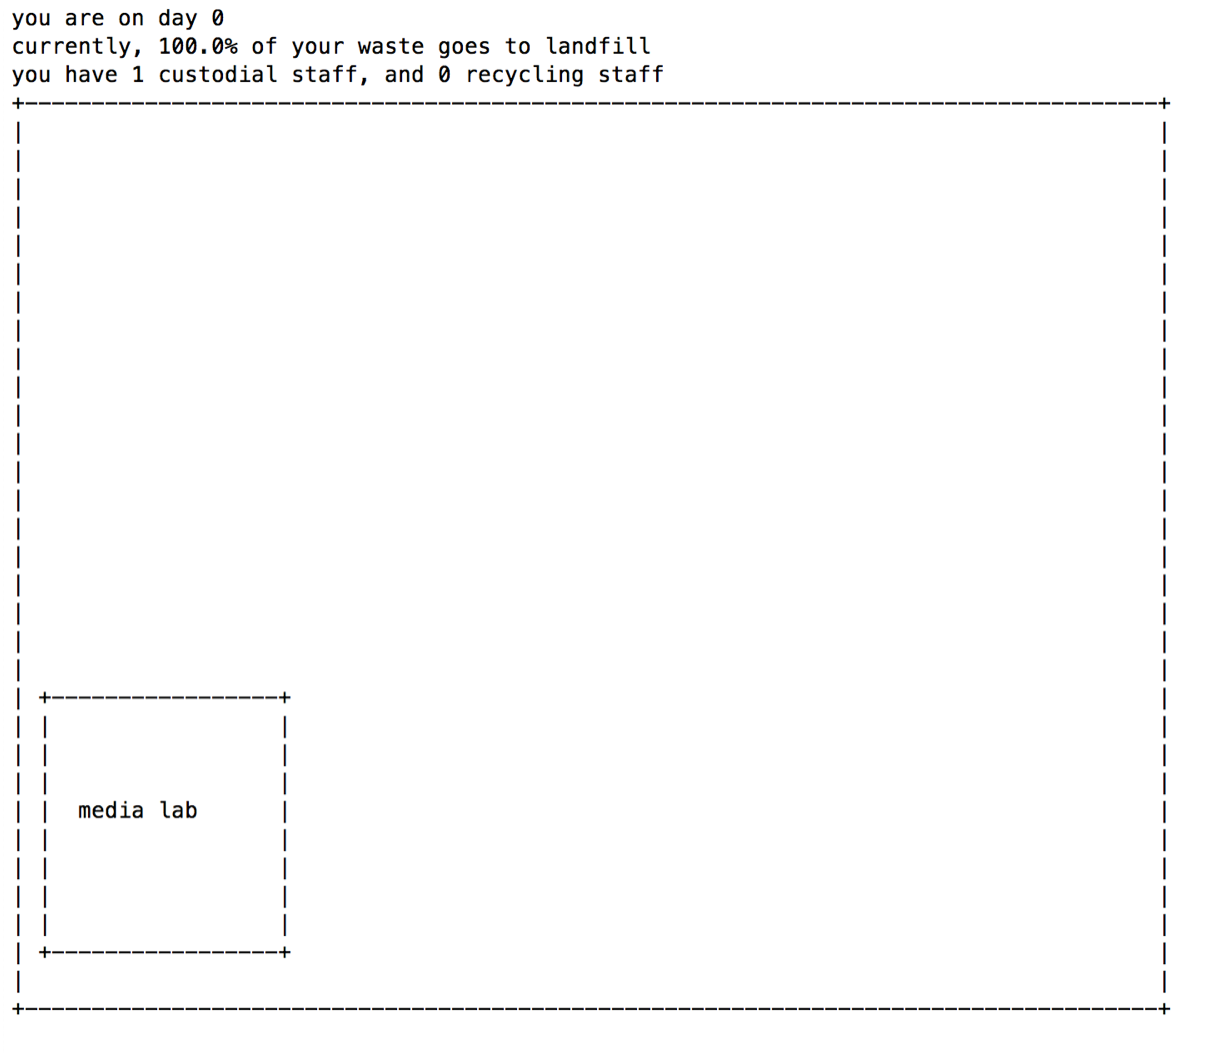 you are on day 0
currently, 100.0% of your waste goes to landfill
you have 1 custodial staff, and 0 recycling staff
media lab